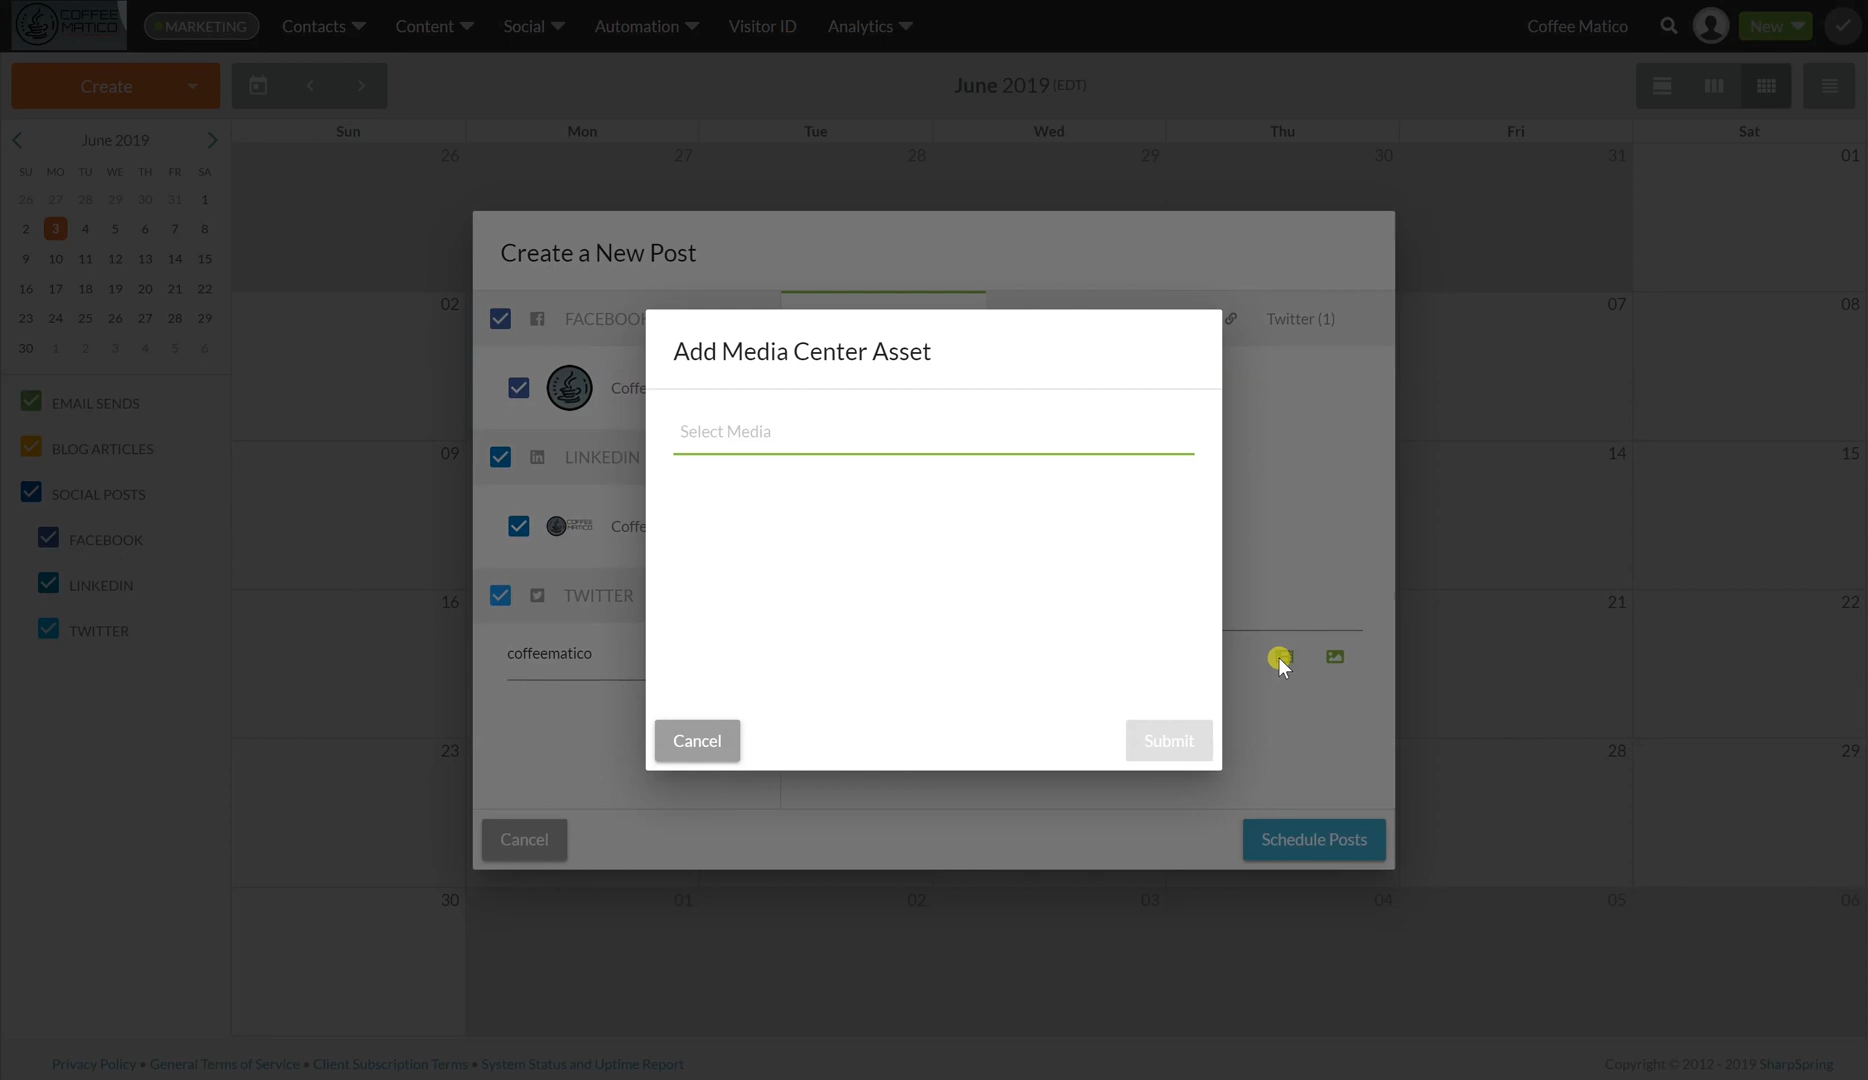 COFFEE
MATICO
MARKETING
Contacts
Content
Social
Automation
Visitor ID
Analytics
Coffee Matico
New
Create
June 2019 (EDT)
June 2019
SU MO TU WE TH FR SA
26 27 28 29 30 31 1
2 3 4 5 6 7 8
9 10 11 12 13 14 15
16 17 18 19 20 21 22
23 24 25 26 27 28 29
30 1 2 3 4 5 6
EMAIL SENDS
BLOG ARTICLES
SOCIAL POSTS
FACEBOOK
LINKEDIN
TWITTER
Sun Mon Tue Wed Thu Fri Sat
26 27 28 29 30 31 01
02 07 08
09 14 15
16 21 22
23 28 29
30 01 02 03 04 05 06
Create a New Post
FACEBOOK
Twitter (1)
Coffe
LINKEDIN
COFFEE
MATICO
Coffe
TWITTER
coffeematico
Cancel
Schedule Posts
Add Media Center Asset
Select Media
Cancel
Submit
Privacy Policy • General Terms of Service • Client Subscription Terms • System Status and Uptime Report
Copyright © 2012 - 2019 SharpSpring